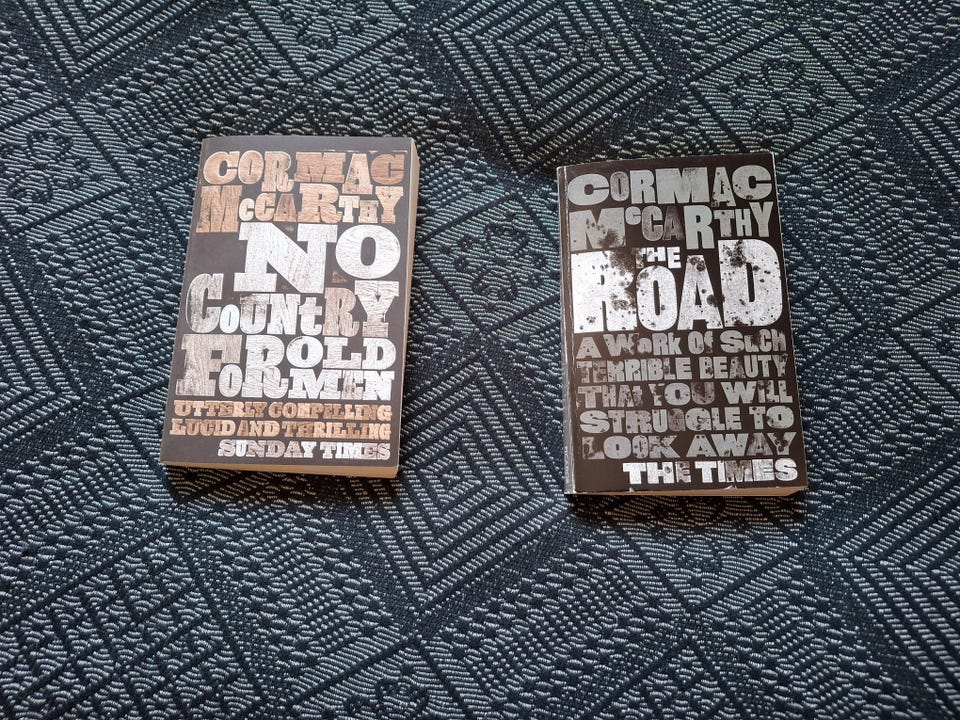 CORMAC
McCARTHY
NO
COUNTRY
FOR OLD
MEN
UTTERLY COMPELLING
LUCID AND THRILLING
SUNDAY TIMES
CORMAC
McCARTHY
THE
ROAD
A WORK OF SUCH
TERRIBLE BEAUTY
THAT YOU WILL
STRUGGLE TO
LOOK AWAY
THE TIMES